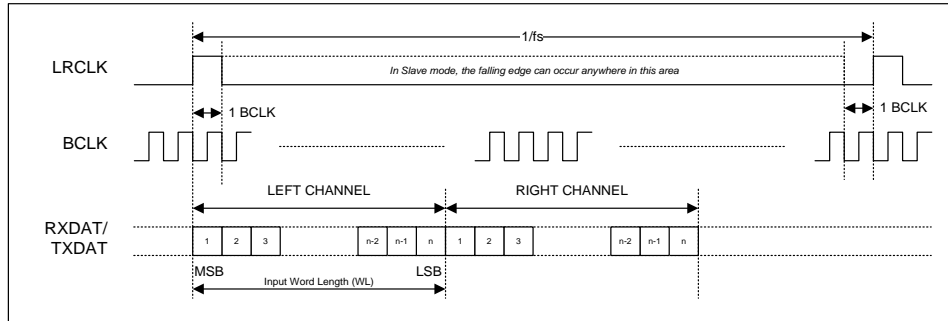 1/fs
LRCLK
In Slave mode, the falling edge can occur anywhere in this area
1 BCLK
1 BCLK
BCLK
LEFT CHANNEL
RIGHT CHANNEL
RXDAT/
TXDAT
1 2 3 n-2 n-1 n 1 2 3 n-2 n-1 n
MSB
LSB
Input Word Length (WL)